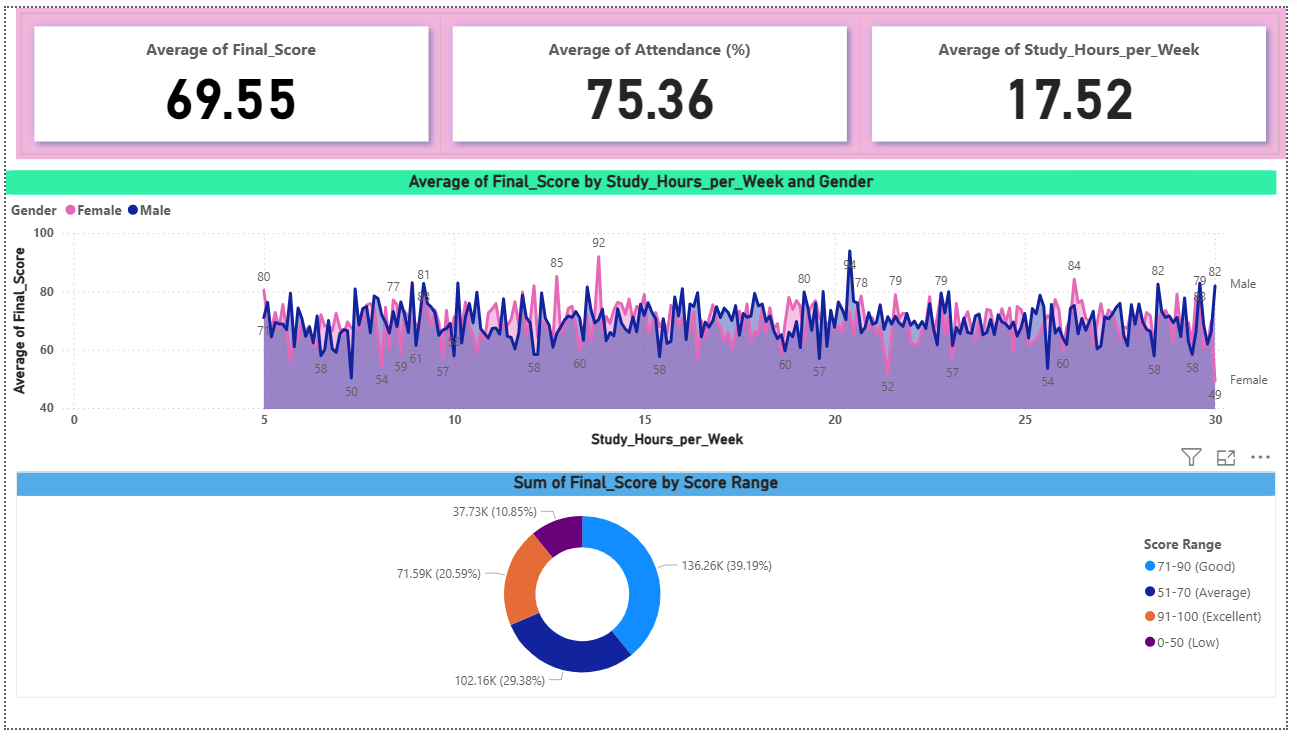 Average of Final_Score
69.55
Average of Attendance (%)
75.36
Average of Study_Hours_per_Week
17.52
Average of Final_Score by Study_Hours_per_Week and Gender
Gender Female Male
Average of Final_Score
100
80
60
40
80
77
81
85
92
80
94
78
79
79
84
82
79
82
58
50
54
59
61
57
58
60
58
60
57
52
57
54
60
58
58
49
Male
Female
0 5 10 15 20 25 30
Study_Hours_per_Week
Sum of Final_Score by Score Range
37.73K (10.85%)
71.59K (20.59%)
136.26K (39.19%)
102.16K (29.38%)
Score Range
71-90 (Good)
51-70 (Average)
91-100 (Excellent)
0-50 (Low)